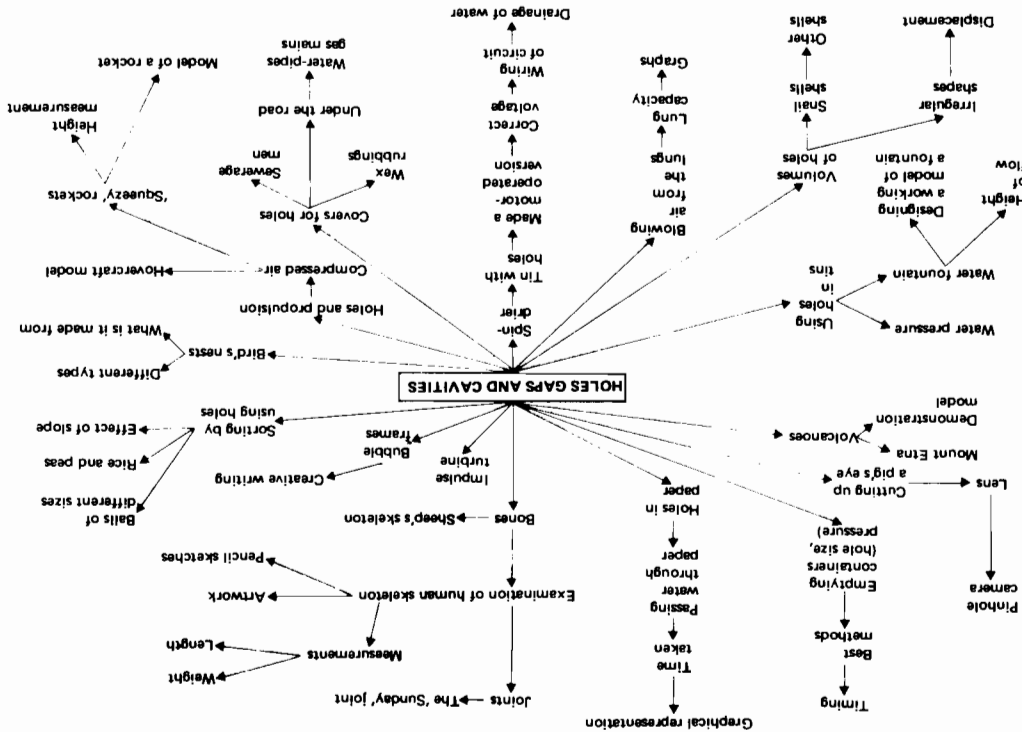 Graphical representation
Timing
Best
methods
Emptying
containers
(hole size,
pressure)
Time
taken
Passing
water
through
paper
Holes in
paper
Joints
The 'Sunday' joint
Weight
Length
Measurements
Examination of human skeleton
Artwork
Pencil sketches
Bones
Sheep's skeleton
Pinhole
camera
Lens
Cutting up
a pig's eye
Mount Etna
Volcanoes
Demonstration
model
Impulse
turbine
Bubble
frames
Creative writing
Balls of
different sizes
Rice and peas
Sorting by
using holes
Effect of slope
HOLES GAPS AND CAVITIES
Different types
Bird's nests
What is it made from
Water pressure
Using
holes
in
tins
Water fountain
Height
of
low
Designing
a working
model of
a fountain
Volumes
of holes
Irregular
shapes
Displacement
Snail
shells
Other
shells
Blowing
air
from
the
lungs
Lung
capacity
Graphs
Spin-
drier
Tin with
holes
Made a
motor-
operated
version
Correct
voltage
Wiring
of circuit
Drainage of water
Holes and propulsion
Compressed air
Hovercraft model
'Squeezy' rockets
Height
measurement
Model of a rocket
Covers for holes
Wex
rubbings
Sewerage
men
Under the road
Water-pipes
gas mains